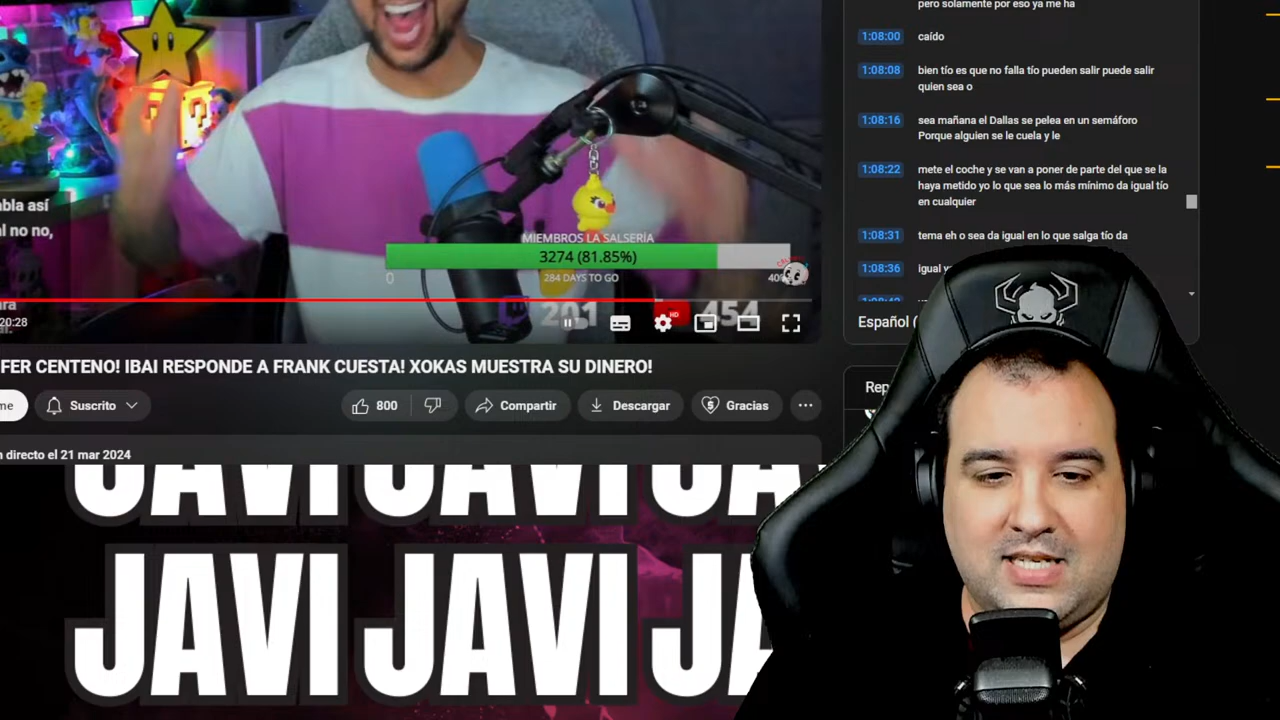 pero solamente por eso ya me ha
1:08:00 caído
1:08:08 bien tío es que no falla tío pueden salir puede salir
quien sea o
1:08:16 sea mañana el Dallas se pelea en un semáforo
Porque alguien se le cuela y le
1:08:22 mete el coche y se van a poner de parte del que se la
haya metido yo lo que sea lo más mínimo da igual tío
en cualquier
1:08:31 tema eh o sea da igual en lo que salga tío da
1:08:36 igual
Español (
abla así
al no no,
MIEMBROS LA SALSERÍA
3274 (81.85%)
0
284 DAYS TO GO
201
454
HD
20:28
FER CENTENO! IBAI RESPONDE A FRANK CUESTA! XOKAS MUESTRA SU DINERO!
me
Suscrito
800
Compartir
Descargar
Gracias
Rep
directo el 21 mar 2024
JAVI JAVI JA
JAVI JAVI JA